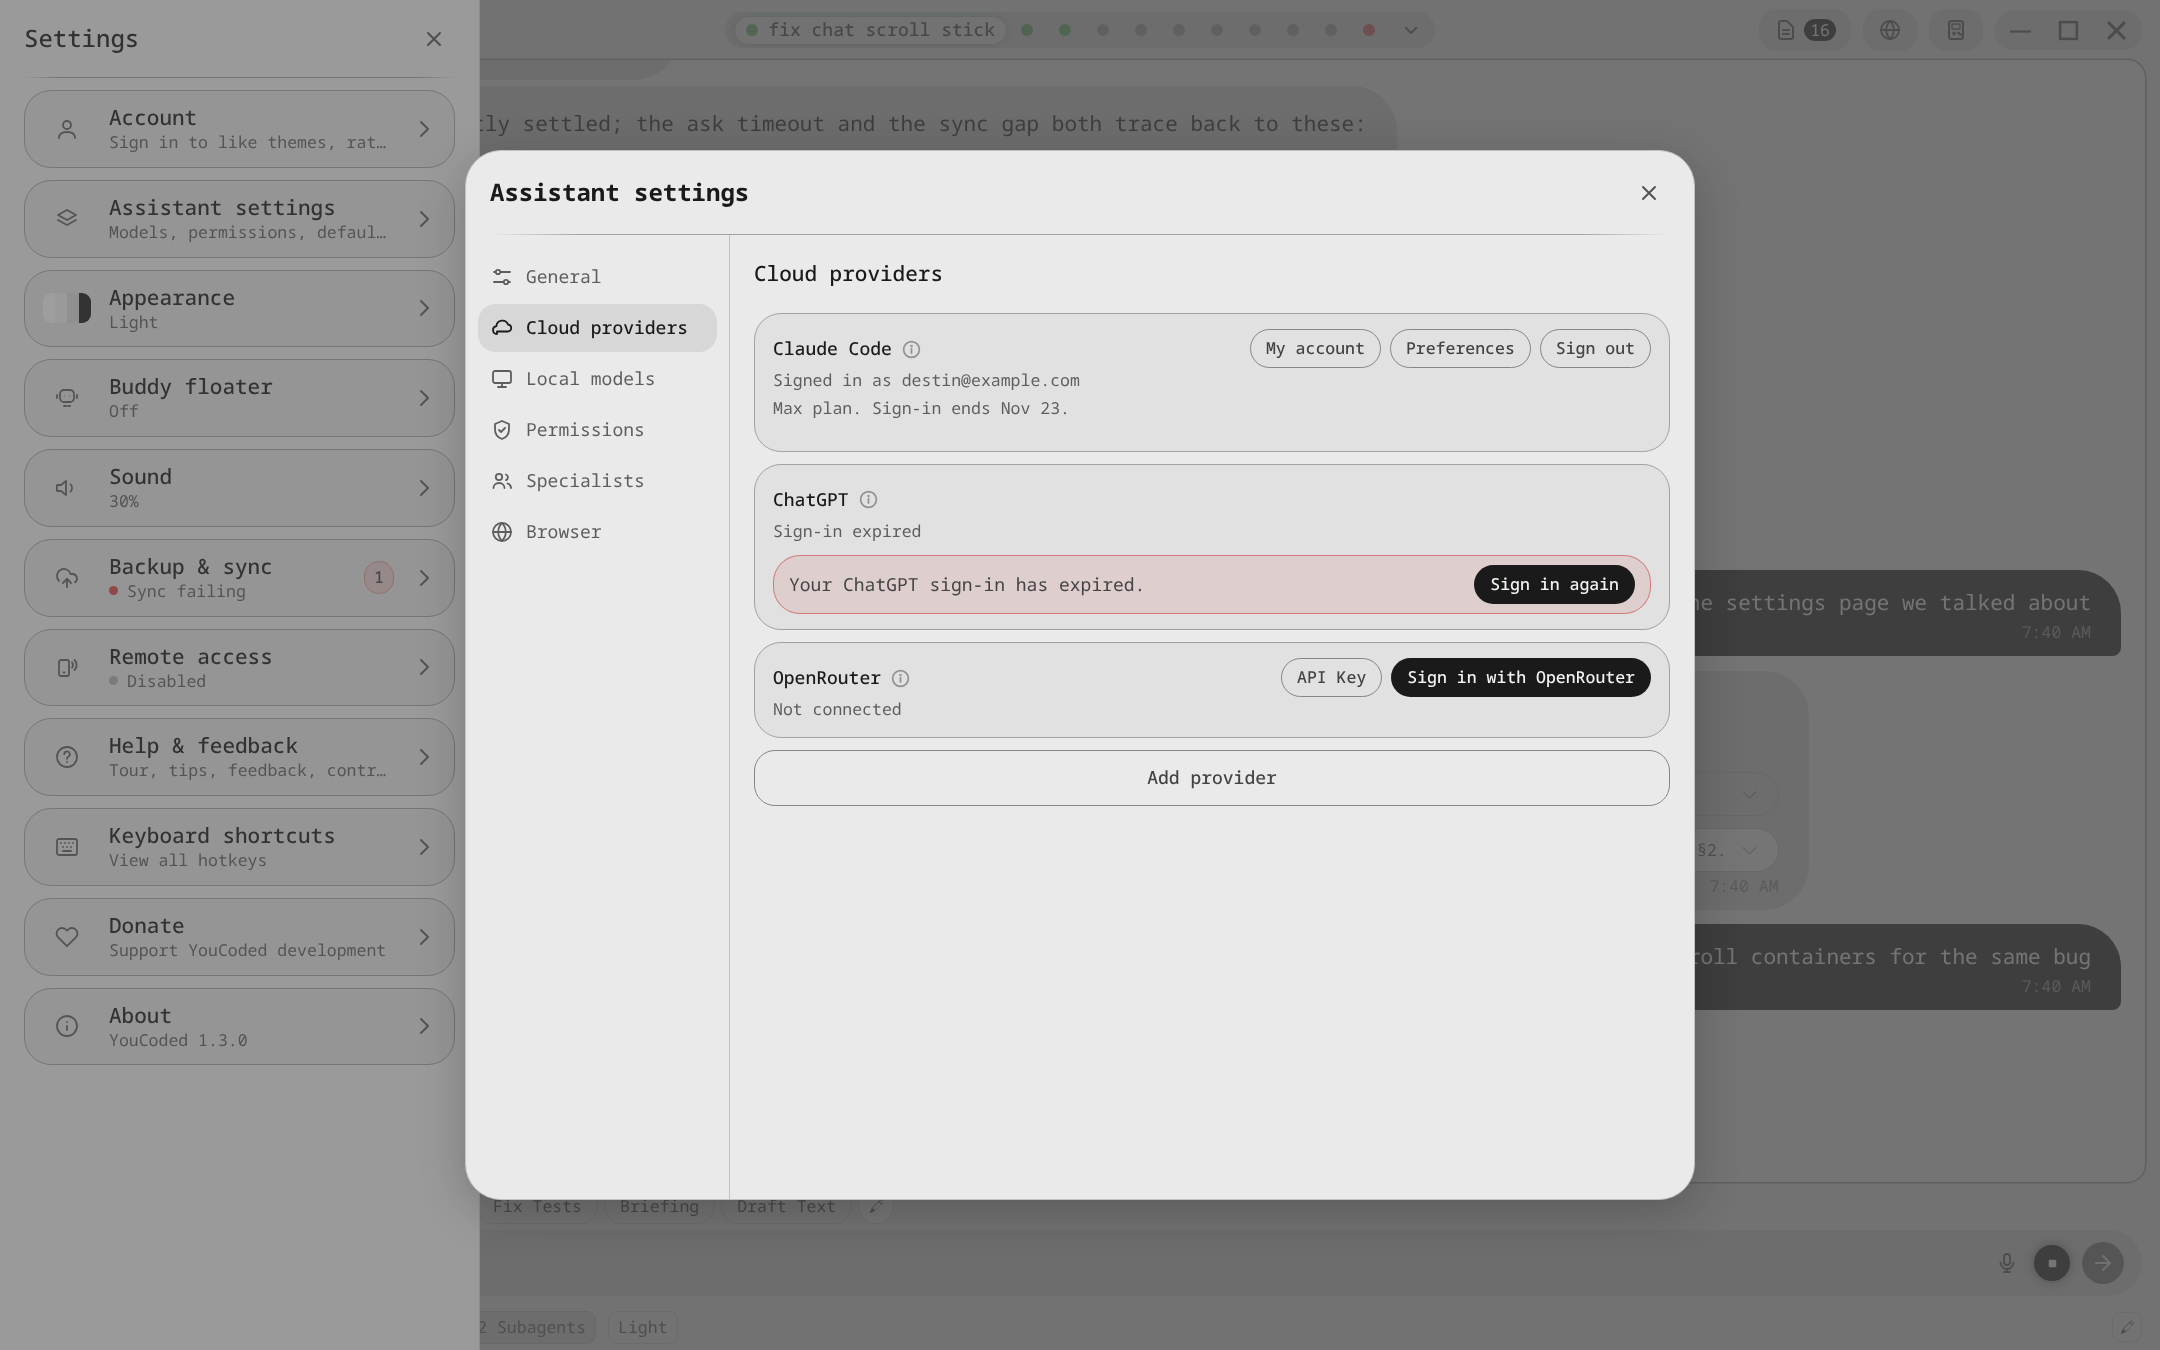 Settings
fix chat scroll stick
16
Account
Sign in to like themes, rat…
Assistant settings
Models, permissions, defaul…
Appearance
Light
Buddy floater
Off
Sound
30%
Backup & sync
Sync failing
1
Remote access
Disabled
Help & feedback
Tour, tips, feedback, contr…
Keyboard shortcuts
View all hotkeys
Donate
Support YouCoded development
About
YouCoded 1.3.0
tly settled; the ask timeout and the sync gap both trace back to these:
Assistant settings
General
Cloud providers
Local models
Permissions
Specialists
Browser
Cloud providers
Claude Code
My account
Preferences
Sign out
Signed in as destin@example.com
Max plan. Sign-in ends Nov 23.
ChatGPT
Sign-in expired
Your ChatGPT sign-in has expired.
Sign in again
OpenRouter
API Key
Sign in with OpenRouter
Not connected
Add provider
he settings page we talked about
7:40 AM
§2.
7:40 AM
roll containers for the same bug
7:40 AM
Fix Tests
Briefing
Draft Text
2 Subagents
Light